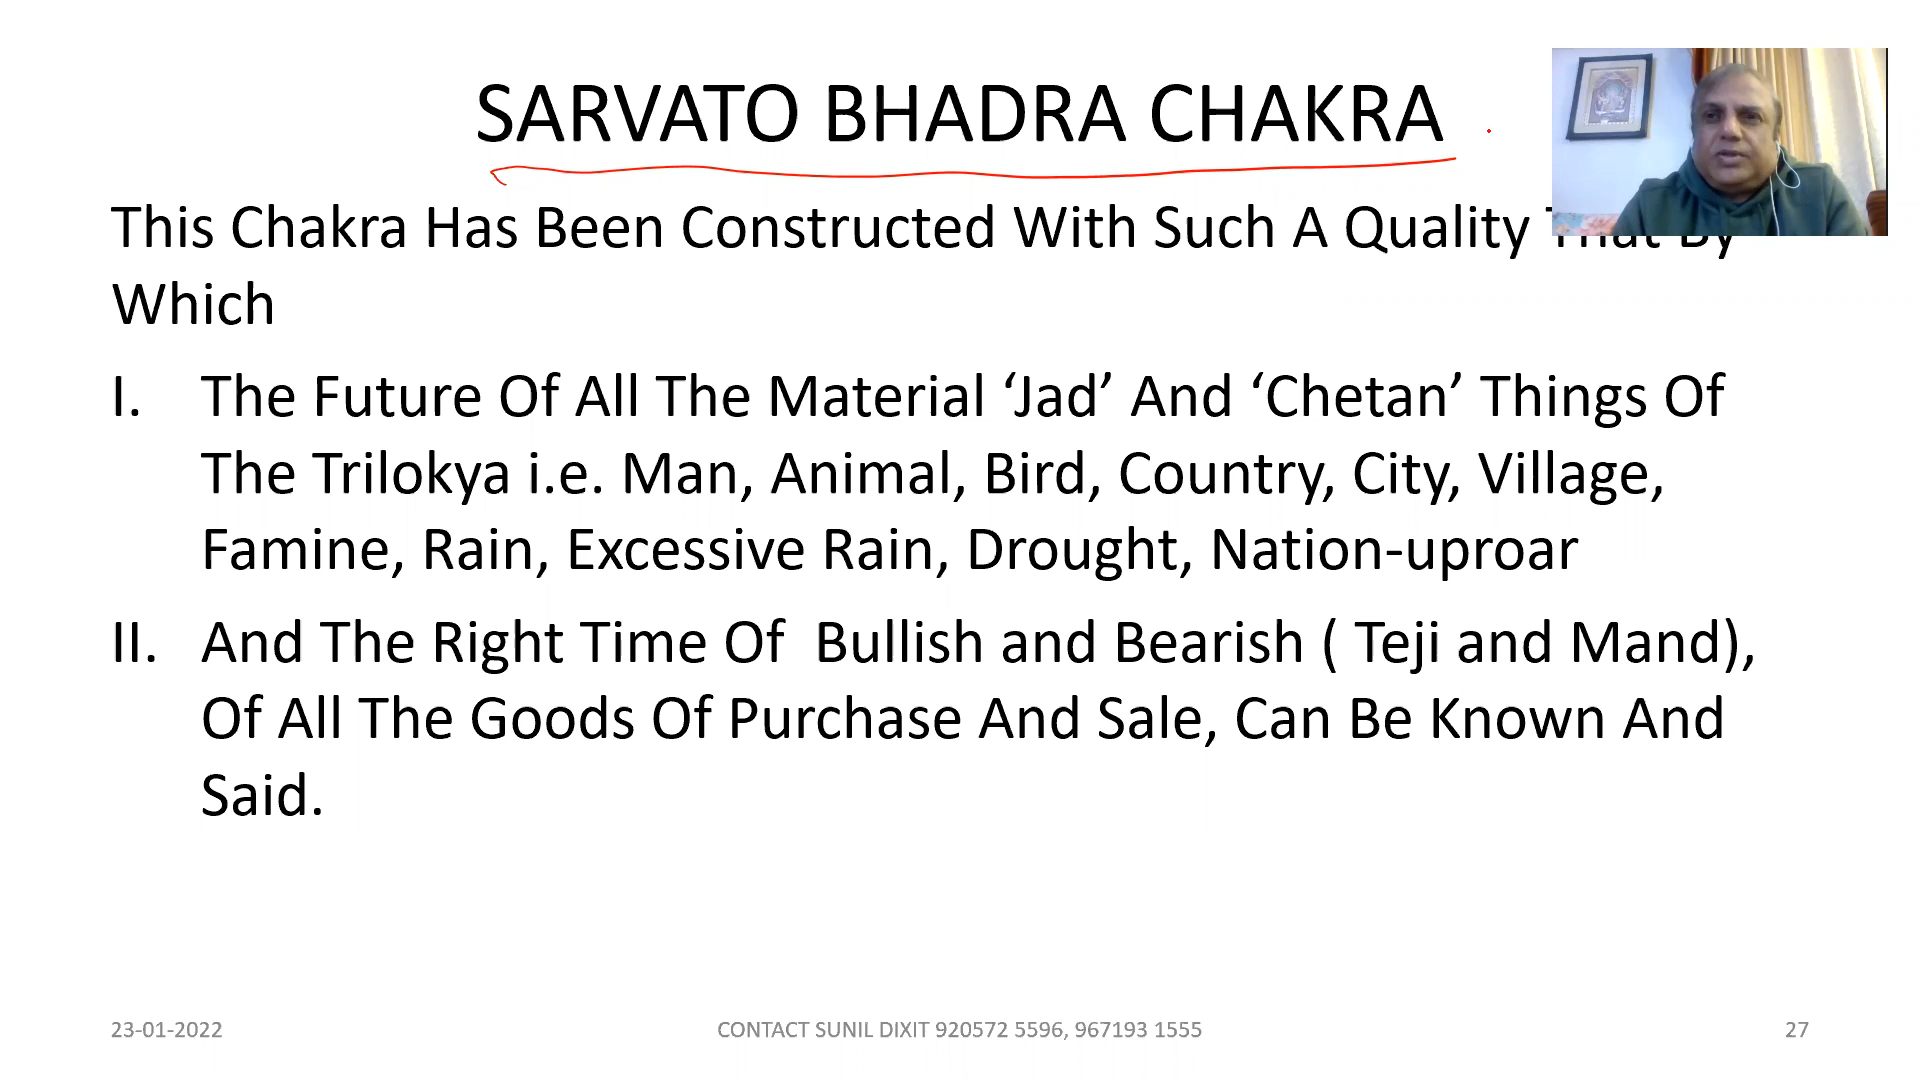 SARVATO BHADRA CHAKRA
This Chakra Has Been Constructed With Such A Quality That By
Which
I. The Future Of All The Material ‘Jad’ And ‘Chetan’ Things Of
The Trilokya i.e. Man, Animal, Bird, Country, City, Village,
Famine, Rain, Excessive Rain, Drought, Nation-uproar
II. And The Right Time Of  Bullish and Bearish ( Teji and Mand),
Of All The Goods Of Purchase And Sale, Can Be Known And
Said.
23-01-2022
CONTACT SUNIL DIXIT 920572 5596, 967193 1555
27